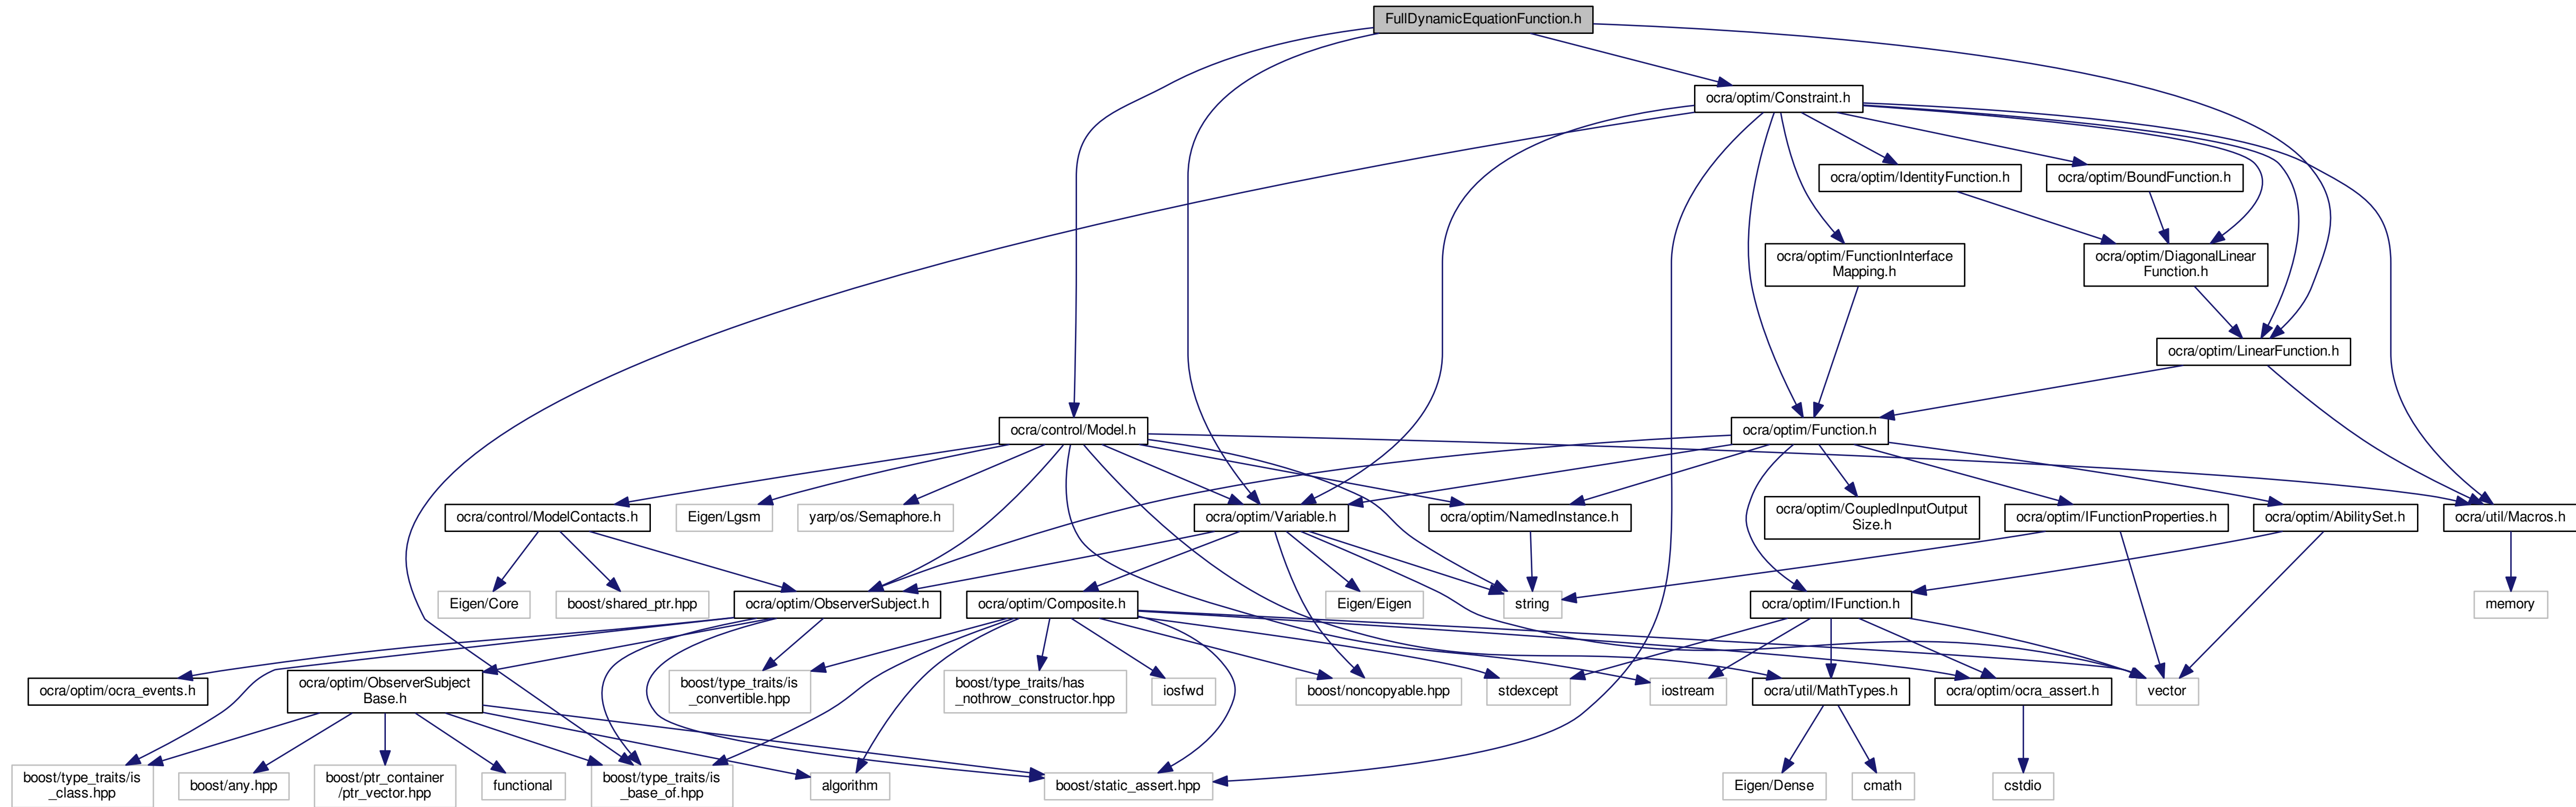 FullDynamicEquationFunction.h
ocra/optim/Constraint.h
ocra/optim/IdentityFunction.h
ocra/optim/BoundFunction.h
ocra/optim/FunctionInterface
Mapping.h
ocra/optim/DiagonalLinear
Function.h
ocra/optim/LinearFunction.h
ocra/control/Model.h
ocra/optim/Function.h
ocra/control/ModelContacts.h
Eigen/Lgsm
yarp/os/Semaphore.h
ocra/optim/Variable.h
ocra/optim/NamedInstance.h
ocra/optim/CoupledInputOutput
Size.h
ocra/optim/IFunctionProperties.h
ocra/optim/AbilitySet.h
ocra/util/Macros.h
Eigen/Core
boost/shared_ptr.hpp
ocra/optim/ObserverSubject.h
ocra/optim/Composite.h
Eigen/Eigen
string
ocra/optim/IFunction.h
memory
ocra/optim/ocra_events.h
ocra/optim/ObserverSubject
Base.h
boost/type_traits/is
_convertible.hpp
boost/type_traits/has
_nothrow_constructor.hpp
iosfwd
boost/noncopyable.hpp
stdexcept
iostream
ocra/util/MathTypes.h
ocra/optim/ocra_assert.h
vector
boost/type_traits/is
_class.hpp
boost/any.hpp
boost/ptr_container
/ptr_vector.hpp
functional
boost/type_traits/is
_base_of.hpp
algorithm
boost/static_assert.hpp
Eigen/Dense
cmath
cstdio